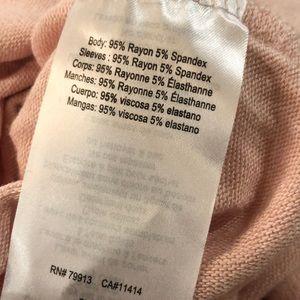 Body: 95% Rayon 5% Spandex
Sleeves : 95% Rayon 5% Spandex
Corps: 95% Rayonne 5% Élasthanne
Manches: 95% Rayonne 5% Élasthanne
Cuerpo: 95% viscosa 5% elastano
Mangas: 95% viscosa 5% elastano
RN# 79913 CA#11414